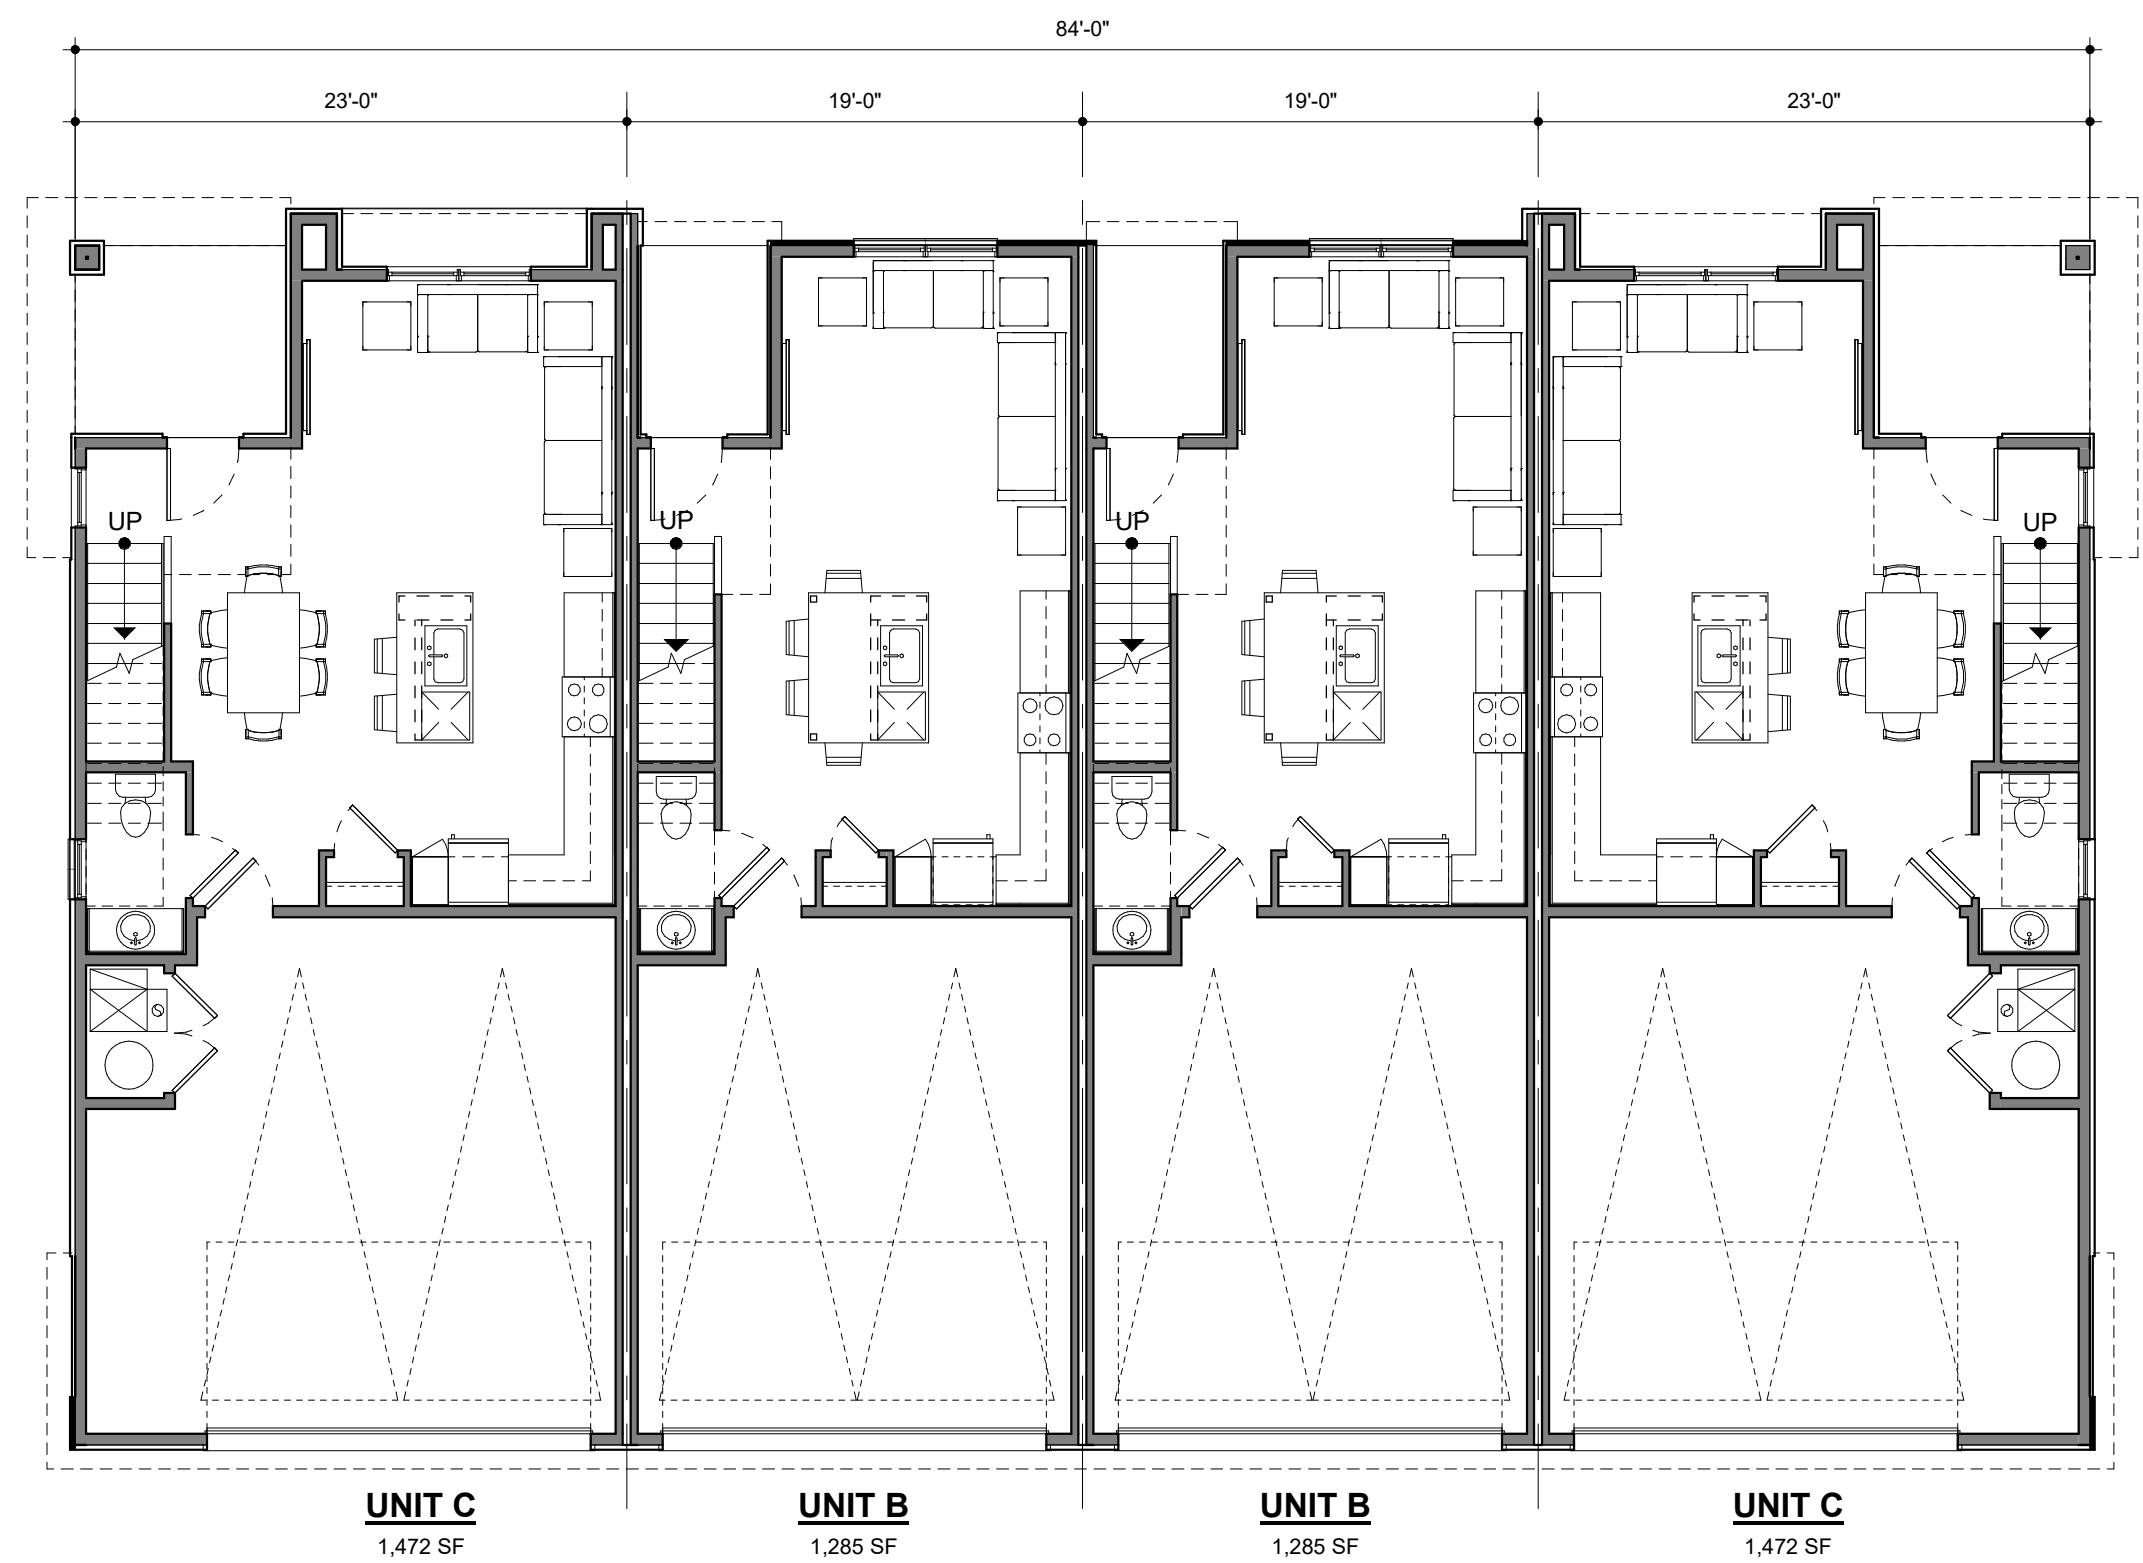 84'-0"
23'-0"
19'-0"
19'-0"
23'-0"
UP
UP
UP
UP
UNIT C
1,472 SF
UNIT B
1,285 SF
UNIT B
1,285 SF
UNIT C
1,472 SF